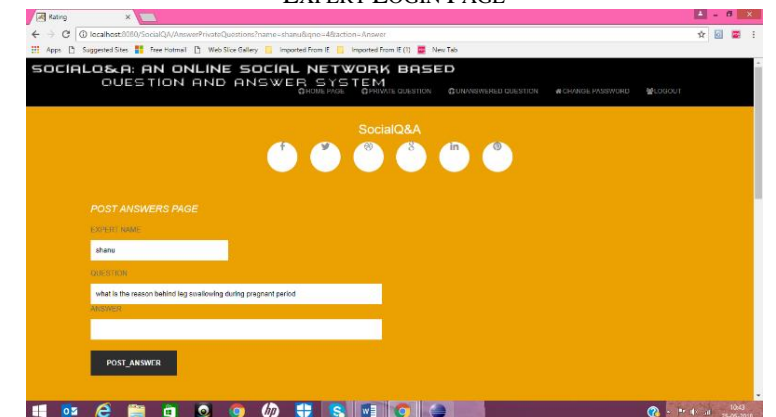 EXPERT LOGIN PAGE
Rating
localhost:8080/SocialQA/AnswerPrivateQuestions?name=shanu&qno=4&action=Answer
Apps Suggested Sites Free Hotmail Web Slice Gallery Imported From IE Imported From IE (1) New Tab
SOCIALQ&A: AN ONLINE SOCIAL NETWORK BASED
QUESTION AND ANSWER SYSTEM
HOME PAGE PRIVATE QUESTION UNANSWERED QUESTION CHANGE PASSWORD LOGOUT
SocialQ&A
POST ANSWERS PAGE
EXPERT NAME
shanu
QUESTION
what is the reason behind leg swallowing during pregnant period
ANSWER
POST_ANSWER
10:43